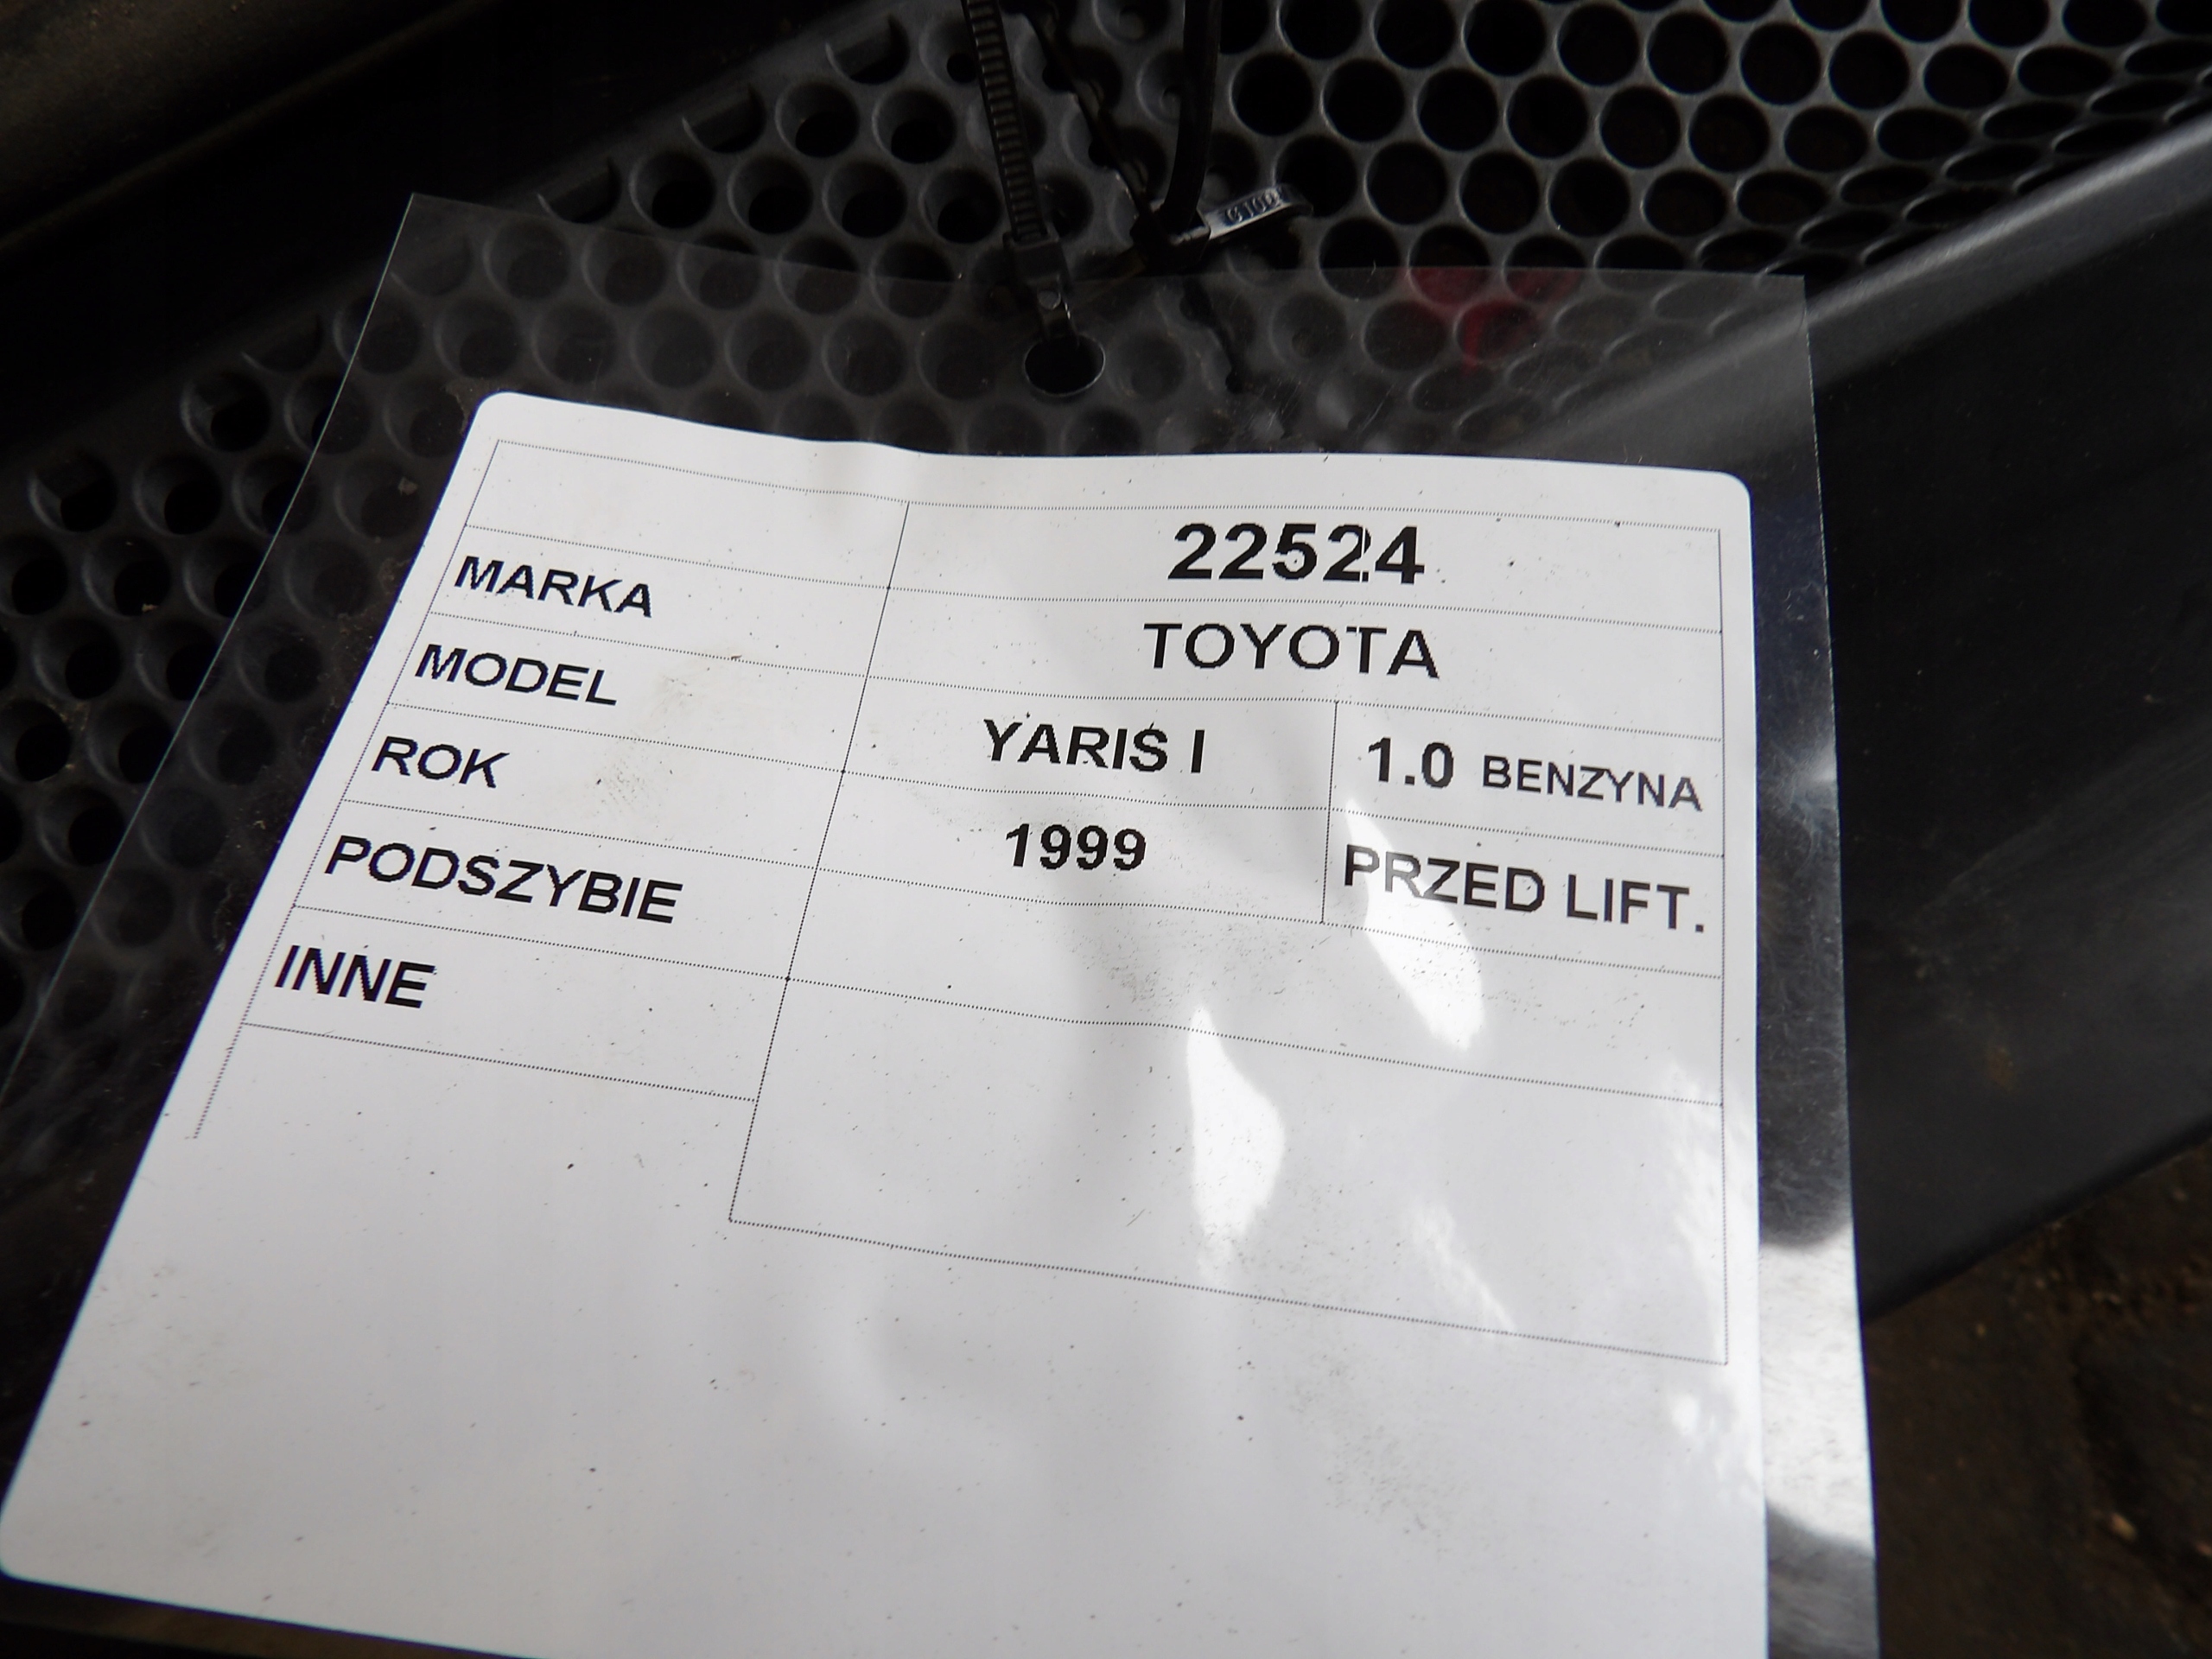 22524
MARKA TOYOTA
MODEL YARIS I 1.0 BENZYNA
ROK 1999 PRZED LIFT.
PODSZYBIE
INNE